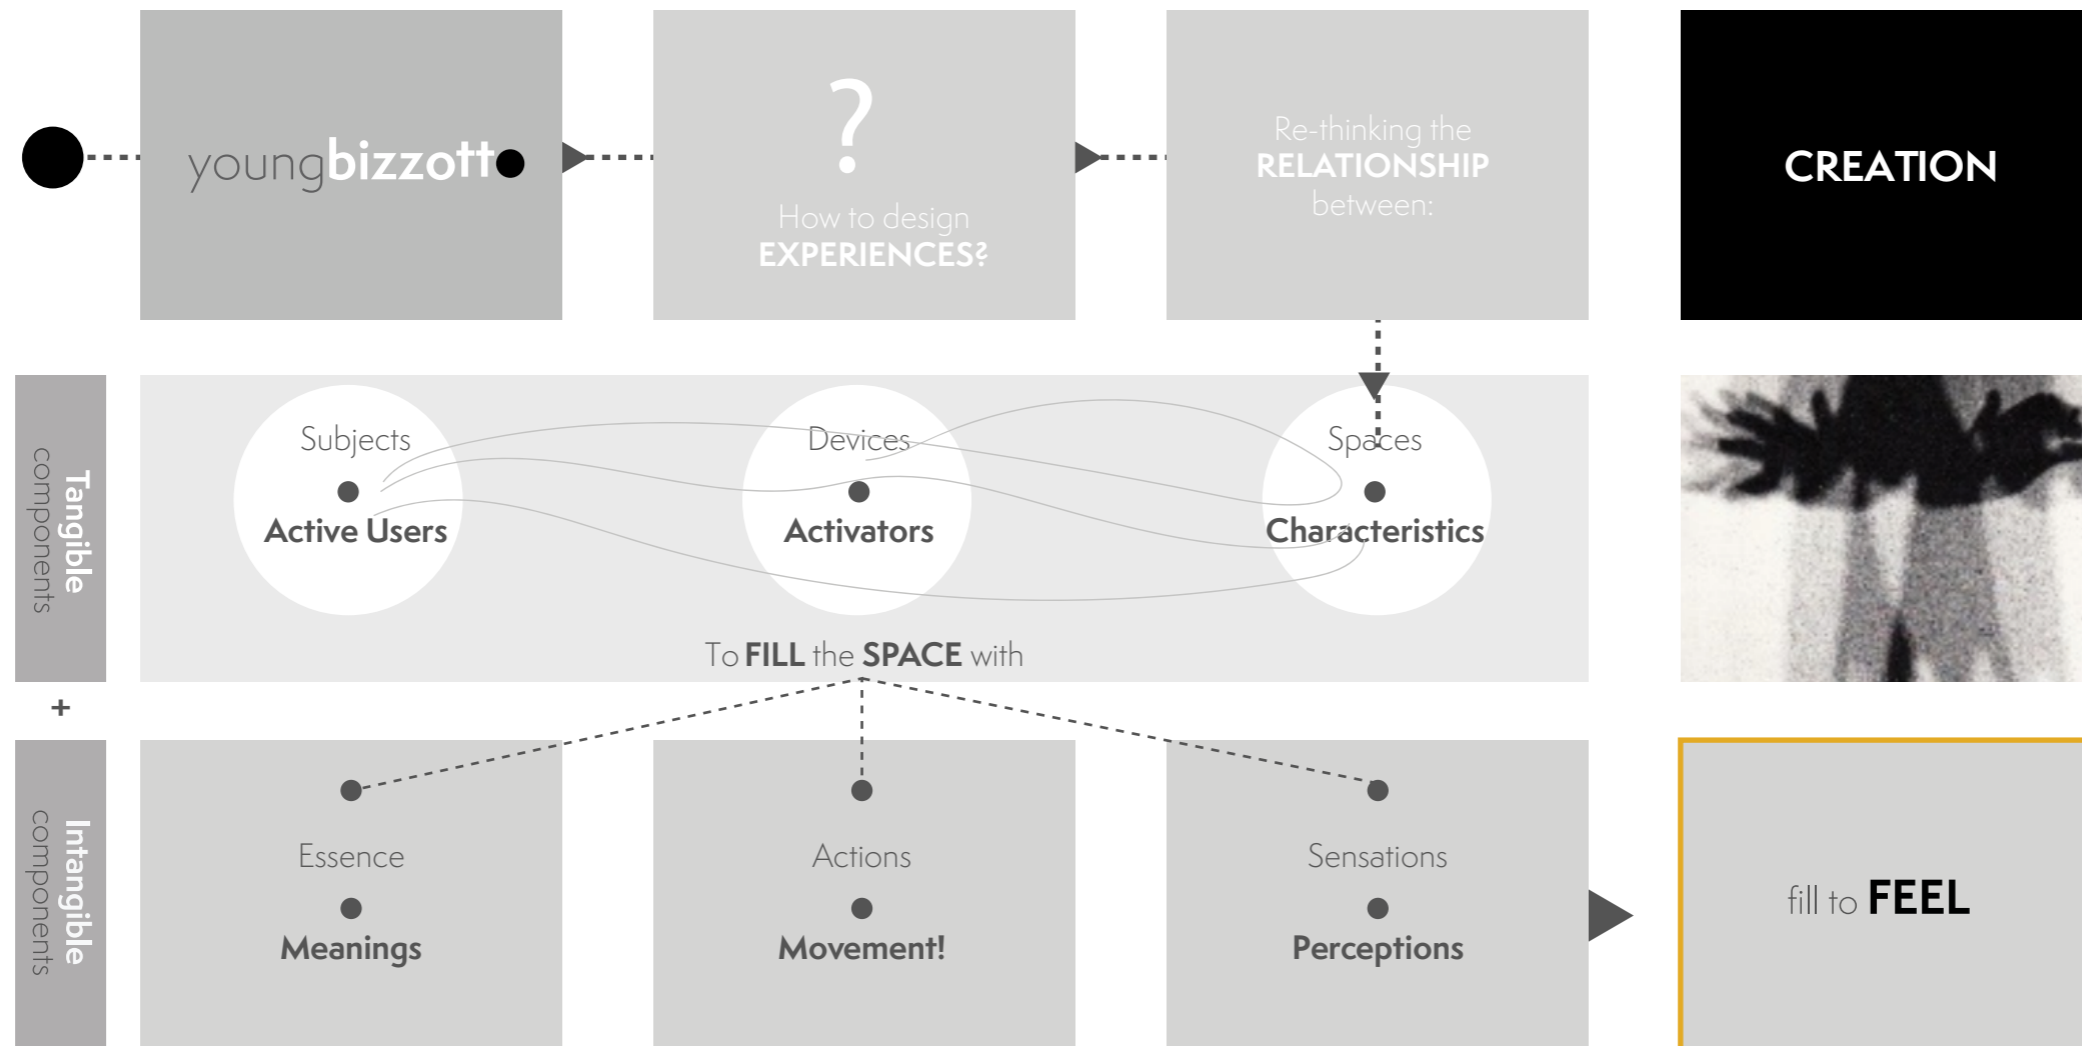 youngbizzott
?
How to design
EXPERIENCES?
Re-thinking the
RELATIONSHIP
between:
CREATION
Tangible
components
Subjects
Active Users
Devices
Activators
Spaces
Characteristics
To FILL the SPACE with
+
Intangible
components
Essence
Meanings
Actions
Movement!
Sensations
Perceptions
fill to FEEL